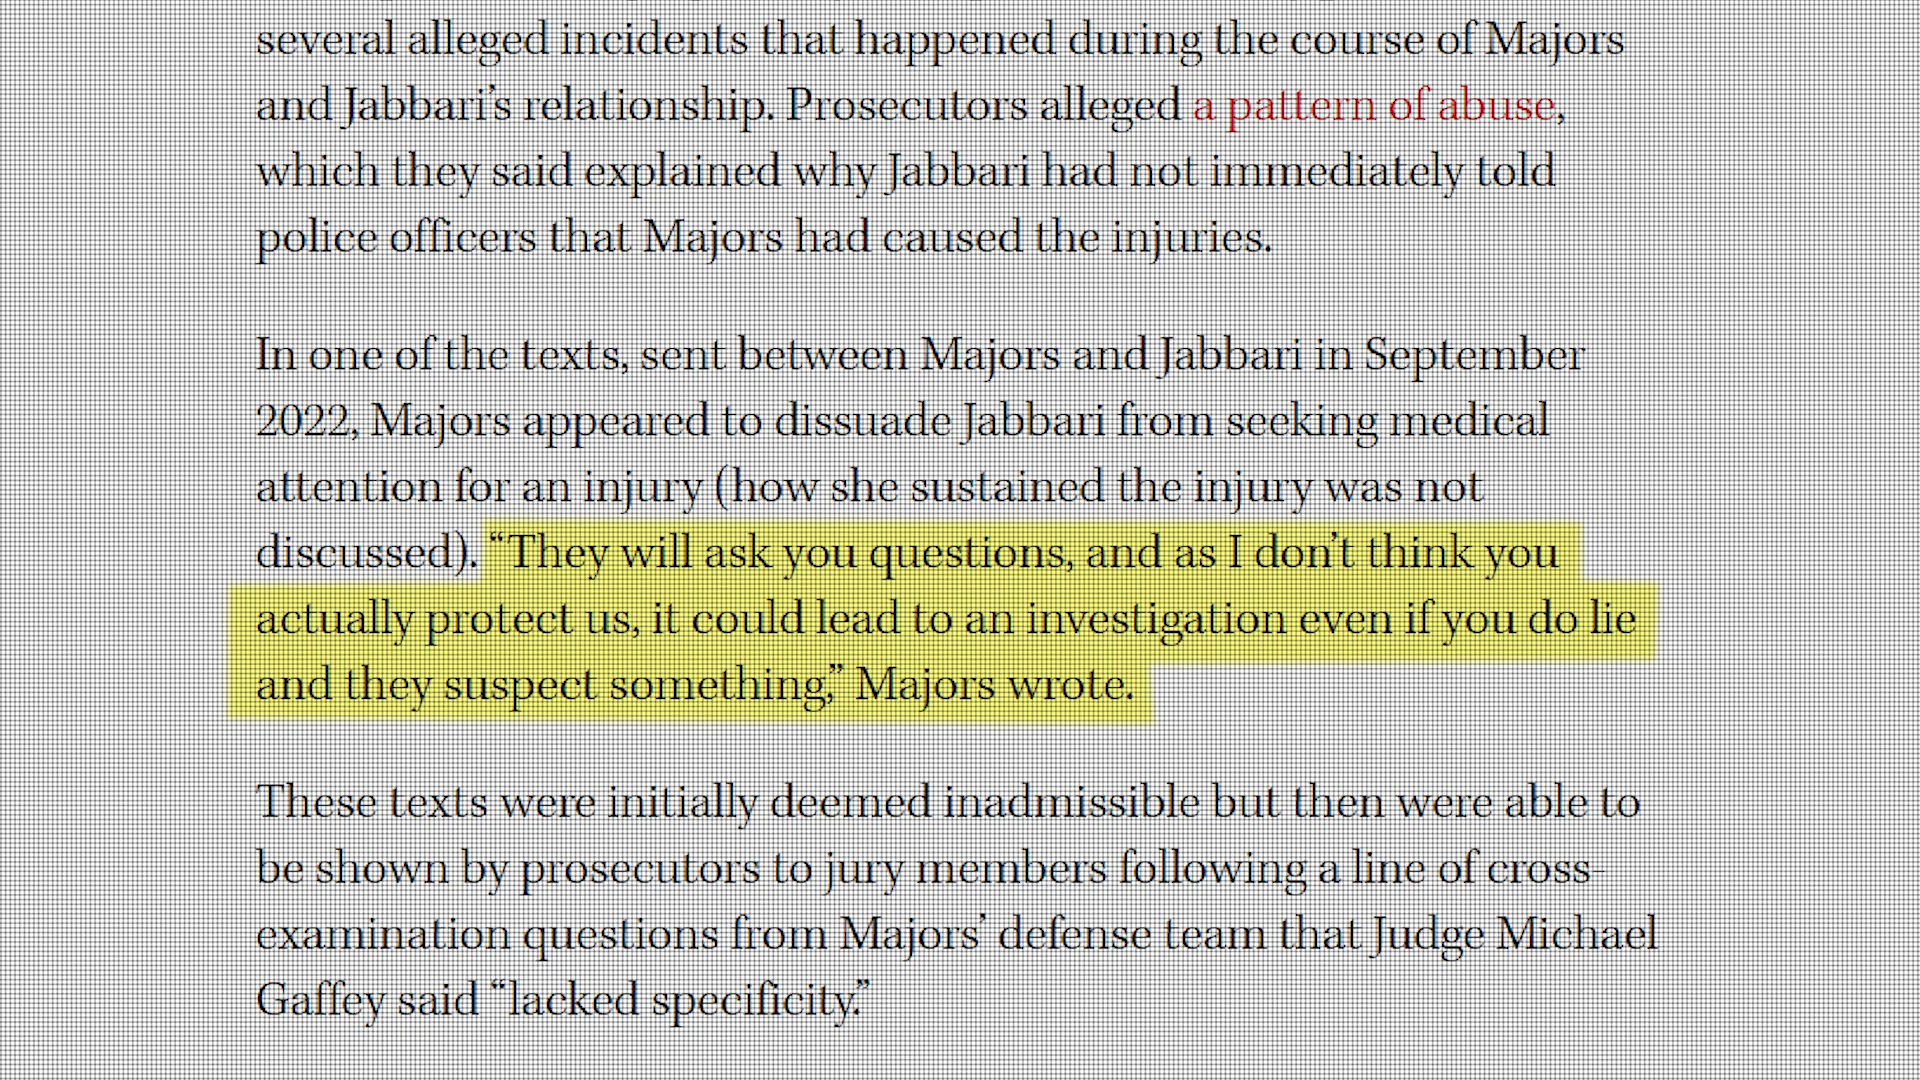 several alleged incidents that happened during the course of Majors
and Jabbari’s relationship. Prosecutors alleged a pattern of abuse,
which they said explained why Jabbari had not immediately told
police officers that Majors had caused the injuries.
In one of the texts, sent between Majors and Jabbari in September
2022, Majors appeared to dissuade Jabbari from seeking medical
attention for an injury (how she sustained the injury was not
discussed). “They will ask you questions, and as I don’t think you
actually protect us, it could lead to an investigation even if you do lie
and they suspect something,” Majors wrote.
These texts were initially deemed inadmissible but then were able to
be shown by prosecutors to jury members following a line of cross-
examination questions from Majors’ defense team that Judge Michael
Gaffey said “lacked specificity.”